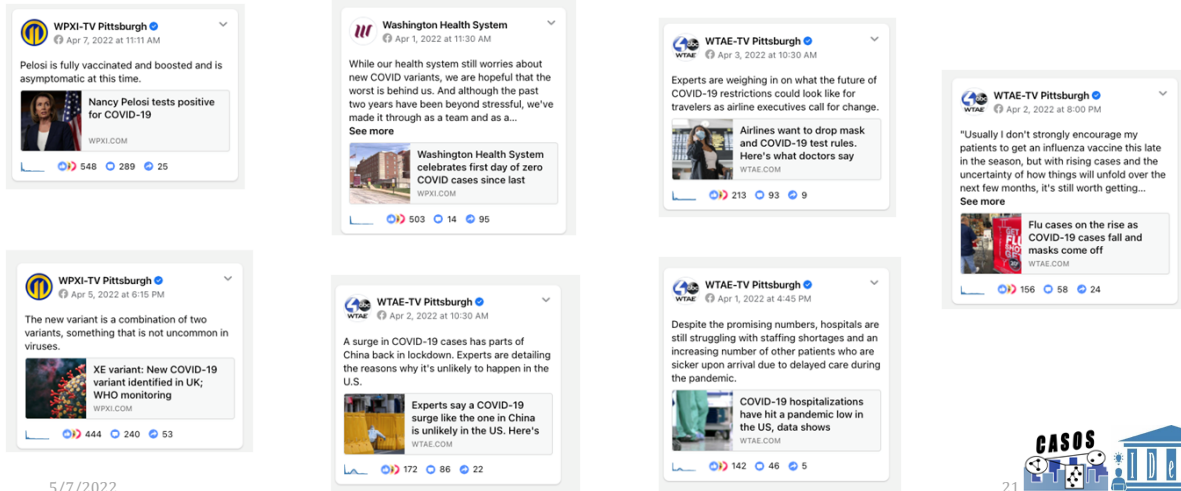 WPXI-TV Pittsburgh
Apr 7, 2022 at 11:11 AM
Pelosi is fully vaccinated and boosted and is
asymptomatic at this time.
Nancy Pelosi tests positive
for COVID-19
WPXI.COM
548 289 25
Washington Health System
Apr 1, 2022 at 11:30 AM
While our health system still worries about
new COVID variants, we are hopeful that the
worst is behind us. And although the past
two years have been beyond stressful, we've
made it through as a team and as a...
See more
Washington Health System
celebrates first day of zero
COVID cases since last
WPXI.COM
503 14 95
WTAE-TV Pittsburgh
Apr 3, 2022 at 10:30 AM
Experts are weighing in on what the future of
COVID-19 restrictions could look like for
travelers as airline executives call for change.
Airlines want to drop mask
and COVID-19 test rules.
Here's what doctors say
WTAE.COM
213 93 9
WTAE-TV Pittsburgh
Apr 2, 2022 at 8:00 PM
"Usually I don't strongly encourage my
patients to get an influenza vaccine this late
in the season, but with rising cases and the
uncertainty of how things will unfold over the
next few months, it's still worth getting...
See more
Flu cases on the rise as
COVID-19 cases fall and
masks come off
WTAE.COM
156 58 24
WPXI-TV Pittsburgh
Apr 5, 2022 at 6:15 PM
The new variant is a combination of two
variants, something that is not uncommon in
viruses.
XE variant: New COVID-19
variant identified in UK;
WHO monitoring
WPXI.COM
444 240 53
WTAE-TV Pittsburgh
Apr 2, 2022 at 10:30 AM
A surge in COVID-19 cases has parts of
China back in lockdown. Experts are detailing
the reasons why it's unlikely to happen in the
U.S.
Experts say a COVID-19
surge like the one in China
is unlikely in the US. Here's
WTAE.COM
172 86 22
WTAE-TV Pittsburgh
Apr 1, 2022 at 4:45 PM
Despite the promising numbers, hospitals are
still struggling with staffing shortages and an
increasing number of other patients who are
sicker upon arrival due to delayed care during
the pandemic.
COVID-19 hospitalizations
have hit a pandemic low in
the US, data shows
WTAE.COM
142 46 5
5/7/2022
21
CASOS
IDe